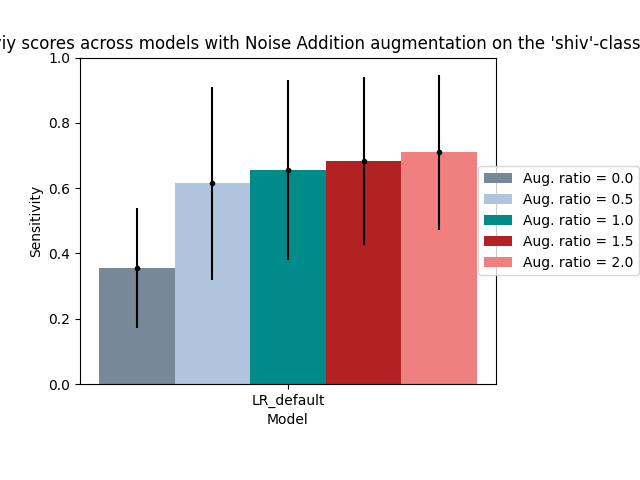 scores across models with Noise Addition augmentation on the 'shiv'-class
1.0
0.8
0.6
0.4
0.2
0.0
Sensitivity
LR_default
Model
Aug. ratio = 0.0
Aug. ratio = 0.5
Aug. ratio = 1.0
Aug. ratio = 1.5
Aug. ratio = 2.0